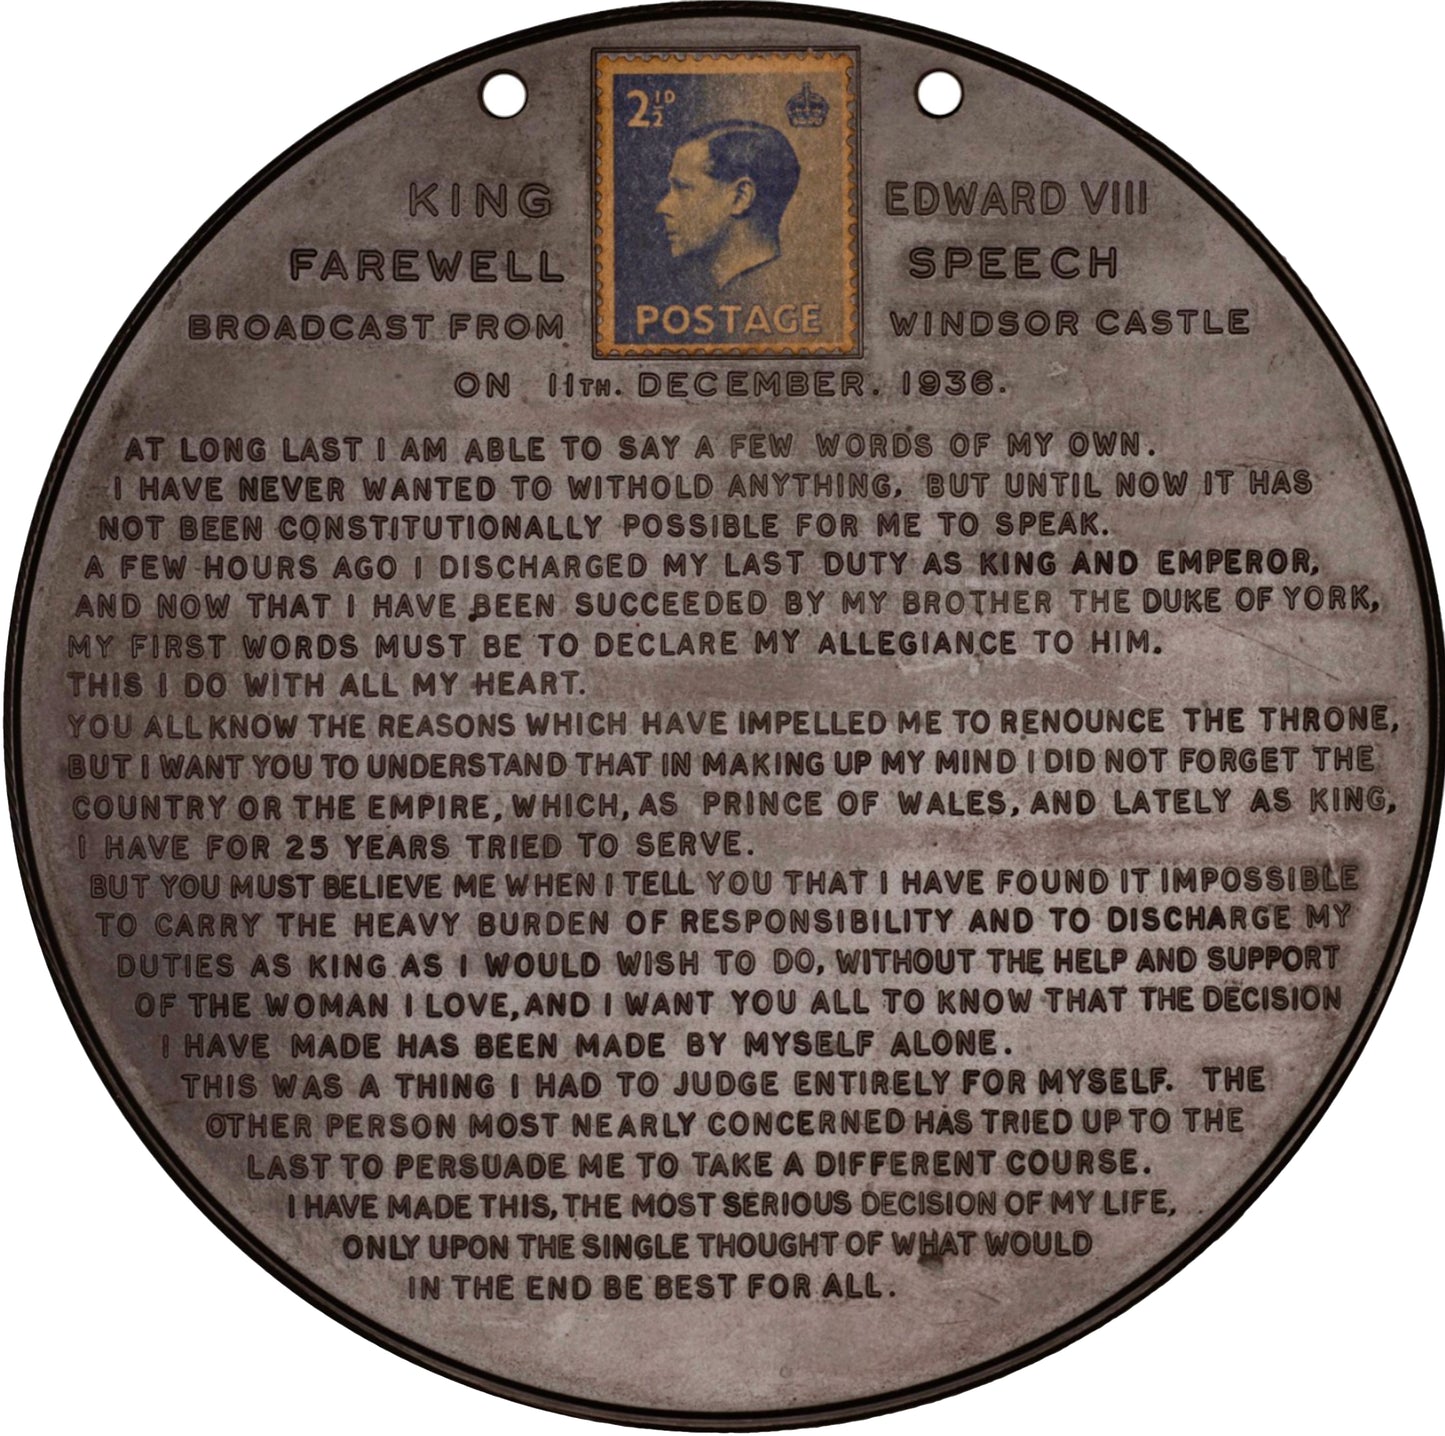 2½D
POSTAGE
KING EDWARD VIII
FAREWELL SPEECH
BROADCAST FROM WINDSOR CASTLE
ON 11TH. DECEMBER. 1936.
AT LONG LAST I AM ABLE TO SAY A FEW WORDS OF MY OWN.
I HAVE NEVER WANTED TO WITHOLD ANYTHING, BUT UNTIL NOW IT HAS
NOT BEEN CONSTITUTIONALLY POSSIBLE FOR ME TO SPEAK.
A FEW HOURS AGO I DISCHARGED MY LAST DUTY AS KING AND EMPEROR,
AND NOW THAT I HAVE BEEN SUCCEEDED BY MY BROTHER THE DUKE OF YORK,
MY FIRST WORDS MUST BE TO DECLARE MY ALLEGIANCE TO HIM.
THIS I DO WITH ALL MY HEART.
YOU ALL KNOW THE REASONS WHICH HAVE IMPELLED ME TO RENOUNCE THE THRONE,
BUT I WANT YOU TO UNDERSTAND THAT IN MAKING UP MY MIND I DID NOT FORGET THE
COUNTRY OR THE EMPIRE, WHICH, AS PRINCE OF WALES, AND LATELY AS KING,
I HAVE FOR 25 YEARS TRIED TO SERVE.
BUT YOU MUST BELIEVE ME WHEN I TELL YOU THAT I HAVE FOUND IT IMPOSSIBLE
TO CARRY THE HEAVY BURDEN OF RESPONSIBILITY AND TO DISCHARGE MY
DUTIES AS KING AS I WOULD WISH TO DO, WITHOUT THE HELP AND SUPPORT
OF THE WOMAN I LOVE, AND I WANT YOU ALL TO KNOW THAT THE DECISION
I HAVE MADE HAS BEEN MADE BY MYSELF ALONE.
THIS WAS A THING I HAD TO JUDGE ENTIRELY FOR MYSELF. THE
OTHER PERSON MOST NEARLY CONCERNED HAS TRIED UP TO THE
LAST TO PERSUADE ME TO TAKE A DIFFERENT COURSE.
I HAVE MADE THIS, THE MOST SERIOUS DECISION OF MY LIFE,
ONLY UPON THE SINGLE THOUGHT OF WHAT WOULD
IN THE END BE BEST FOR ALL.